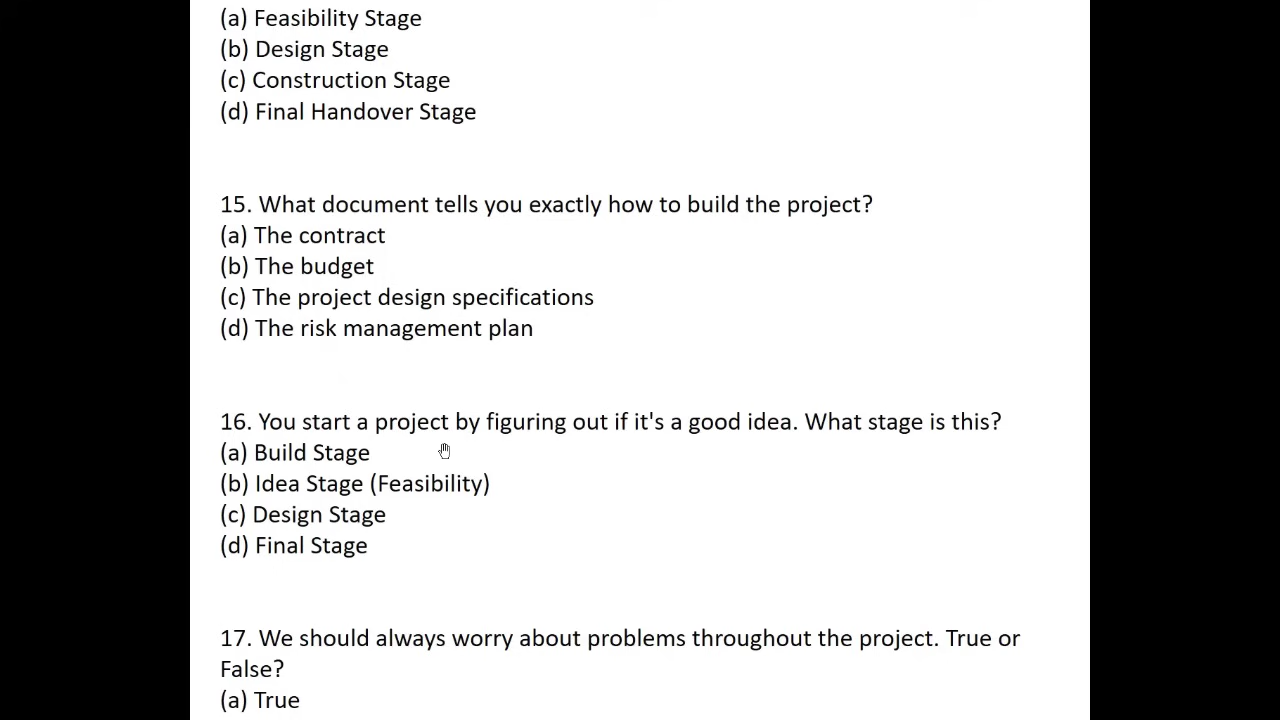 (a) Feasibility Stage
(b) Design Stage
(c) Construction Stage
(d) Final Handover Stage
15. What document tells you exactly how to build the project?
(a) The contract
(b) The budget
(c) The project design specifications
(d) The risk management plan
16. You start a project by figuring out if it's a good idea. What stage is this?
(a) Build Stage
(b) Idea Stage (Feasibility)
(c) Design Stage
(d) Final Stage
17. We should always worry about problems throughout the project. True or
False?
(a) True